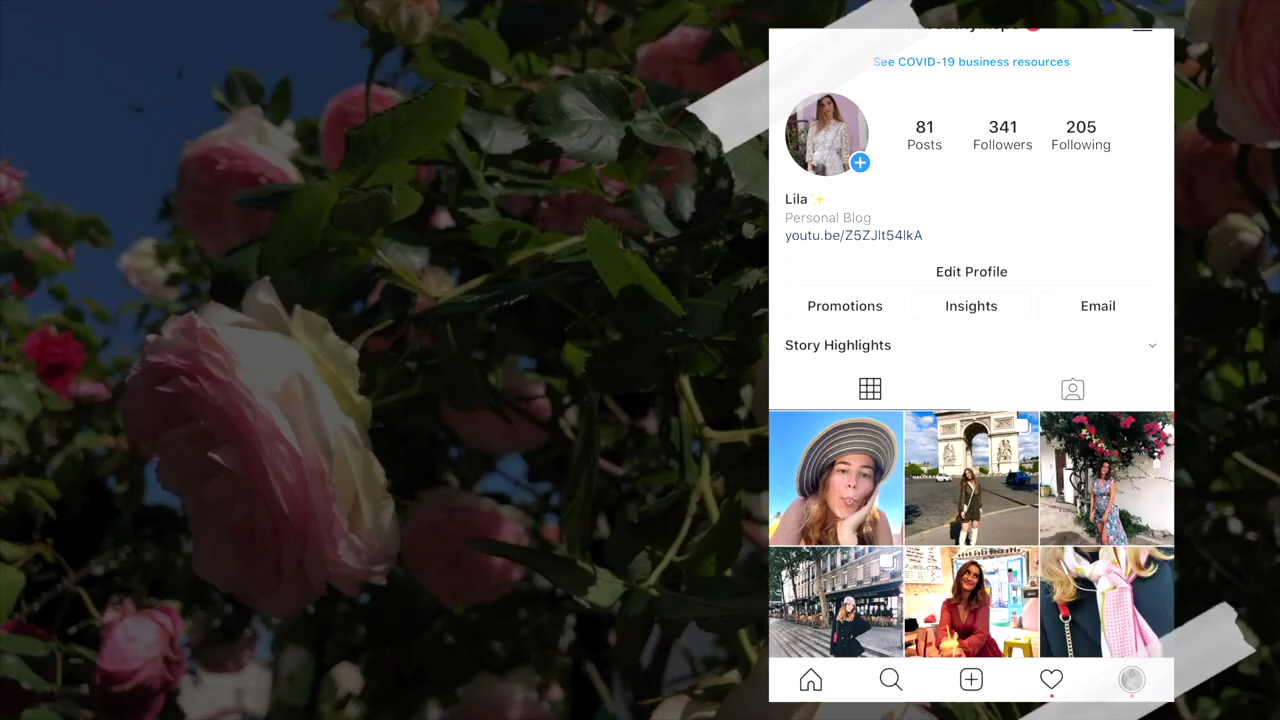 See COVID-19 business resources
81 341 205
Posts Followers Following
Lila ✨
Personal Blog
youtu.be/Z5ZJIt54lkA
Edit Profile
Promotions Insights Email
Story Highlights